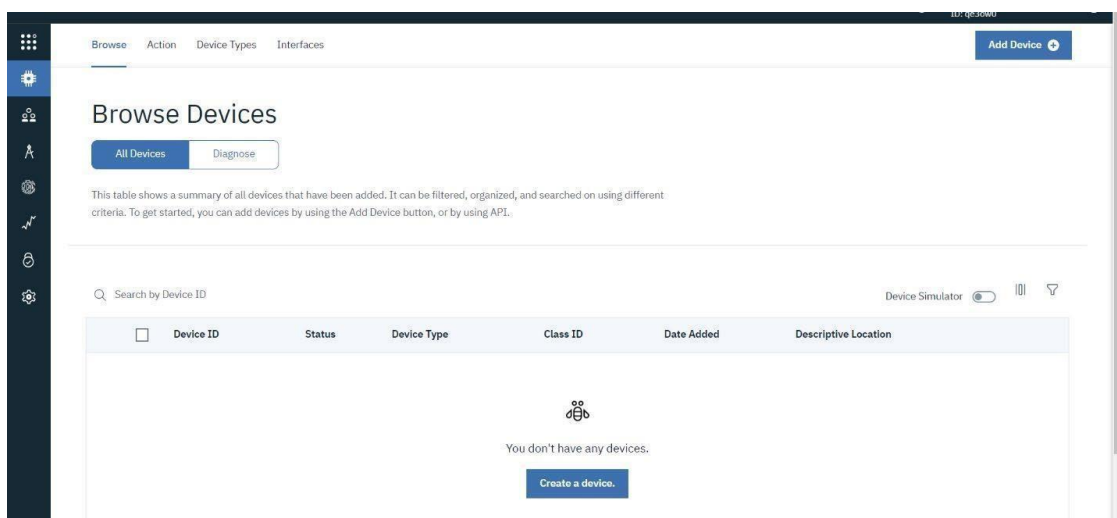 ID: qe3ow0
Browse Action Device Types Interfaces
Add Device
Browse Devices
All Devices Diagnose
This table shows a summary of all devices that have been added. It can be filtered, organized, and searched on using different
criteria. To get started, you can add devices by using the Add Device button, or by using API.
Search by Device ID
Device Simulator
Device ID Status Device Type Class ID Date Added Descriptive Location
You don't have any devices.
Create a device.